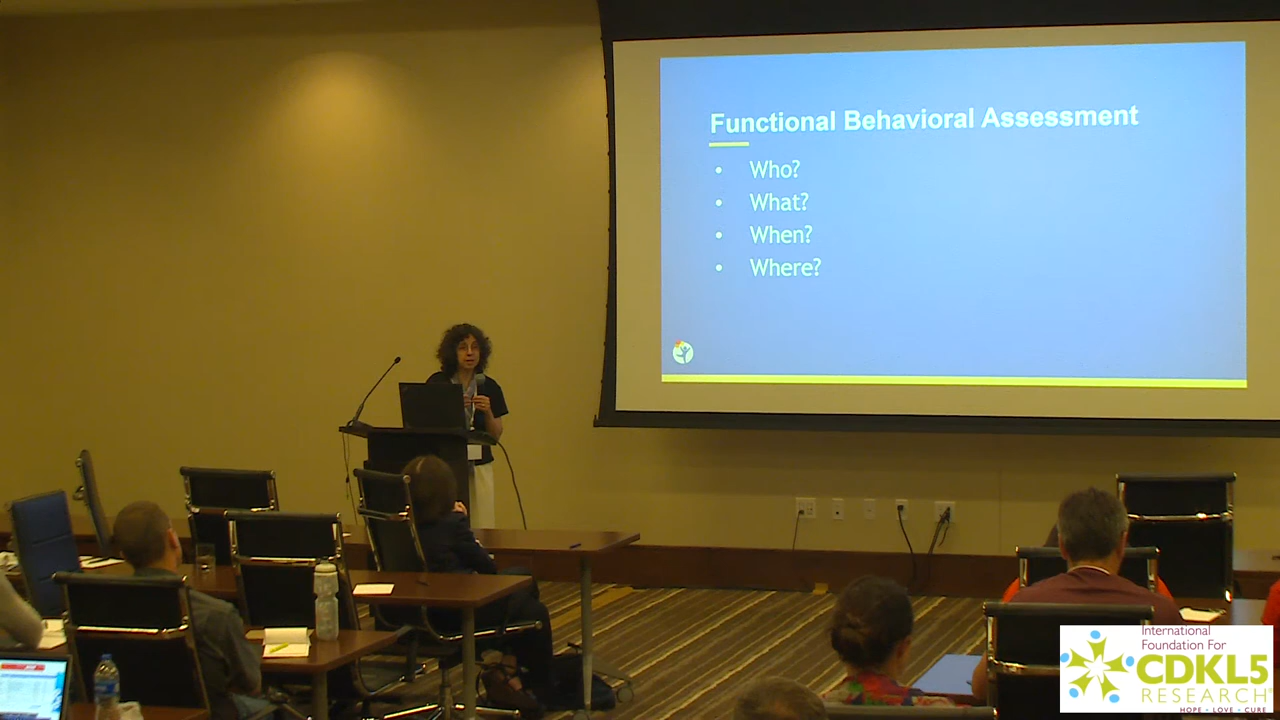 Functional Behavioral Assessment
• Who?
• What?
• When?
• Where?
International
Foundation For
CDKL5
RESEARCH®
HOPE • LOVE • CURE